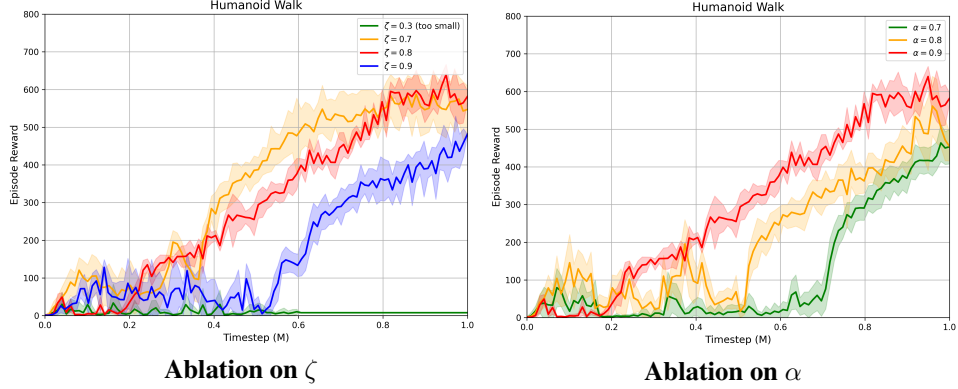 Humanoid Walk
800
700
600
500
400
300
200
100
0
Episode Reward
0.0 0.2 0.4 0.6 0.8 1.0
Timestep (M)
ζ = 0.3 (too small)
ζ = 0.7
ζ = 0.8
ζ = 0.9
Ablation on ζ
Humanoid Walk
800
700
600
500
400
300
200
100
0
Episode Reward
0.0 0.2 0.4 0.6 0.8 1.0
Timestep (M)
α = 0.7
α = 0.8
α = 0.9
Ablation on α